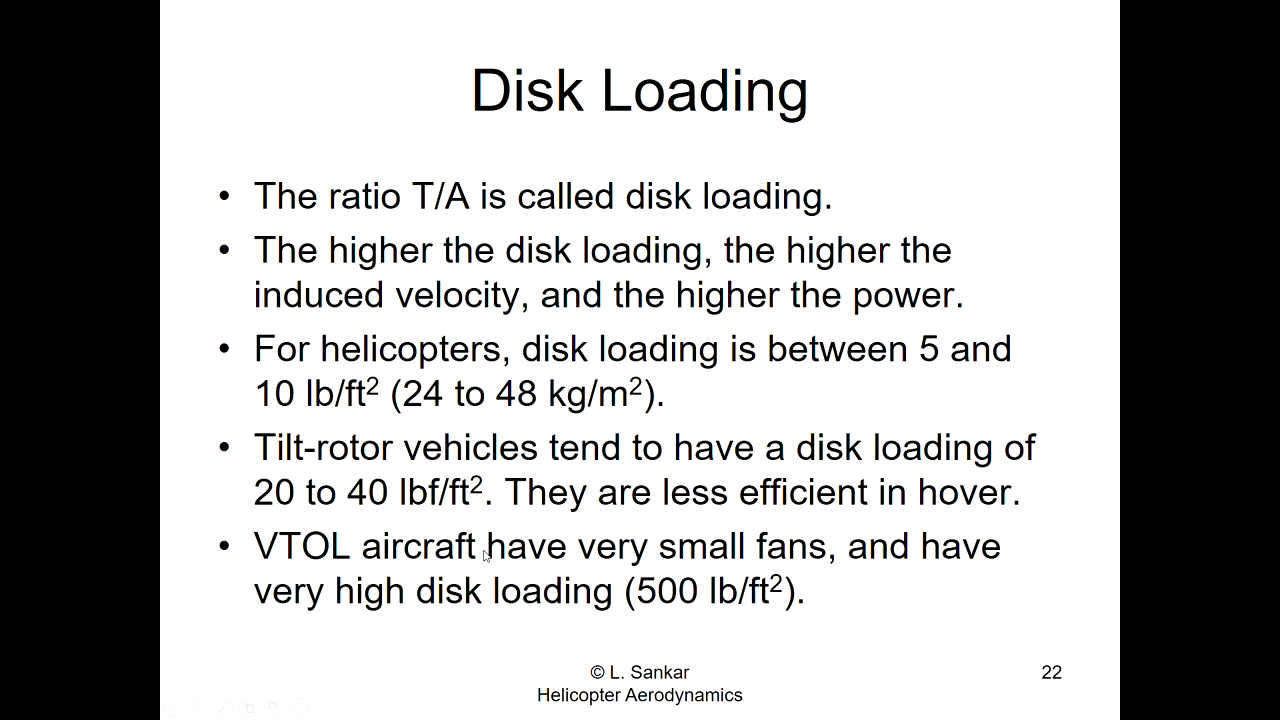 Disk Loading
• The ratio T/A is called disk loading.
• The higher the disk loading, the higher the
induced velocity, and the higher the power.
• For helicopters, disk loading is between 5 and
10 lb/ft² (24 to 48 kg/m²).
• Tilt-rotor vehicles tend to have a disk loading of
20 to 40 lbf/ft². They are less efficient in hover.
• VTOL aircraft have very small fans, and have
very high disk loading (500 lb/ft²).
© L. Sankar
Helicopter Aerodynamics
22